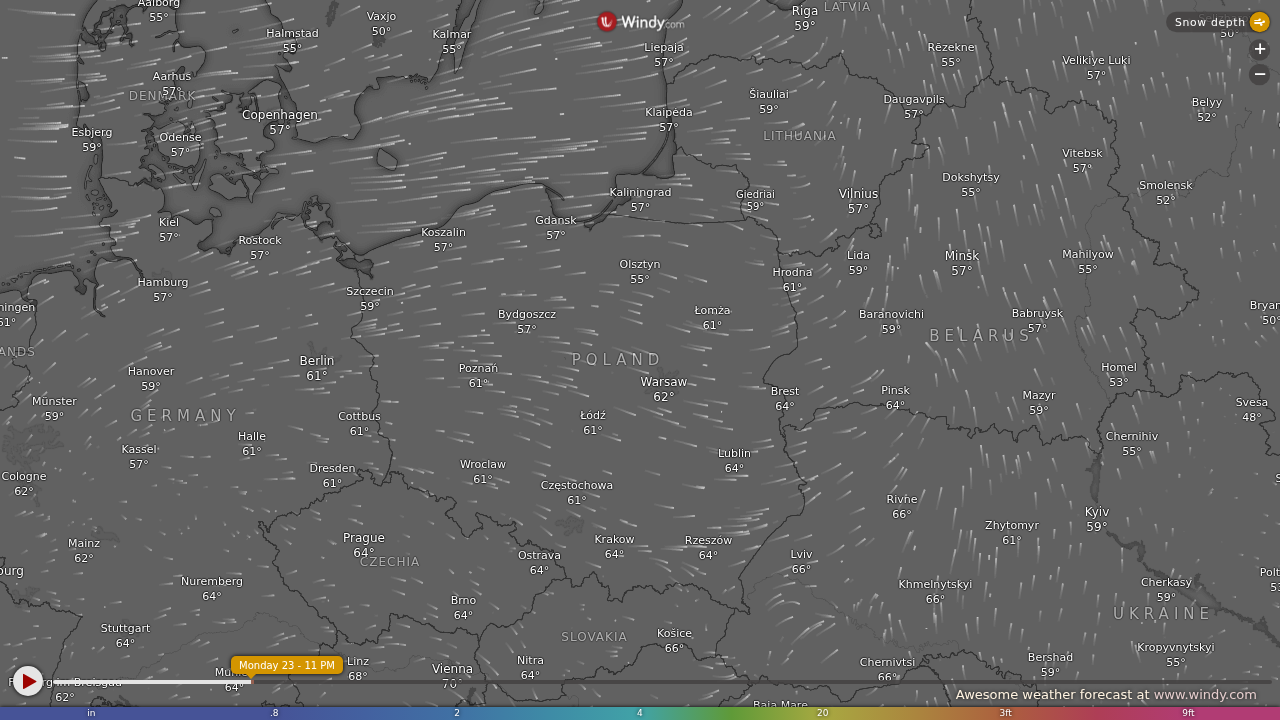 Aalborg
55°
Vaxjo
50°
Riga
59°
LATVIA
Windy.com
Snow depth
50°
Halmstad
55°
Kalmar
55°
Liepaja
57°
Rēzekne
55°
Velikiye Luki
57°
Aarhus
57°
DENMARK
Šiauliai
59°
Daugavpils
57°
Belyy
52°
Copenhagen
57°
Klaipėda
57°
LITHUANIA
Esbjerg
59°
Odense
57°
Vitebsk
57°
Dokshytsy
55°
Smolensk
52°
Kaliningrad
57°
Giedriai
59°
Vilnius
57°
Kiel
57°
Rostock
57°
Koszalin
57°
Gdansk
57°
Olsztyn
55°
Hrodna
61°
Lida
59°
Minsk
57°
Mahilyow
55°
Hamburg
57°
Szczecin
59°
Bydgoszcz
57°
Łomża
61°
Baranovichi
59°
Babruysk
57°
BELARUS
POLAND
Berlin
61°
Hanover
59°
Poznań
61°
Warsaw
62°
Brest
64°
Pinsk
64°
Homel
53°
Mazyr
59°
Svesa
48°
Münster
59°
GERMANY
Cottbus
61°
Łódź
61°
Halle
61°
Kassel
57°
Chernihiv
55°
Lublin
64°
Cologne
62°
Dresden
61°
Wroclaw
61°
Częstochowa
61°
Rivne
66°
Kyiv
59°
Zhytomyr
61°
Mainz
62°
Prague
64°
CZECHIA
Krakow
64°
Rzeszów
64°
Ostrava
64°
Lviv
66°
Nuremberg
64°
Khmelnytskyi
66°
Cherkasy
59°
Brno
64°
UKRAINE
Stuttgart
64°
SLOVAKIA
Košice
66°
Kropyvnytskyi
55°
Monday 23 - 11 PM
Linz
68°
Vienna
70°
Nitra
64°
Chernivtsi
66°
Bershad
59°
62°
64°
Awesome weather forecast at www.windy.com
Baia Mare
in .8 2 4 20 3ft 9ft